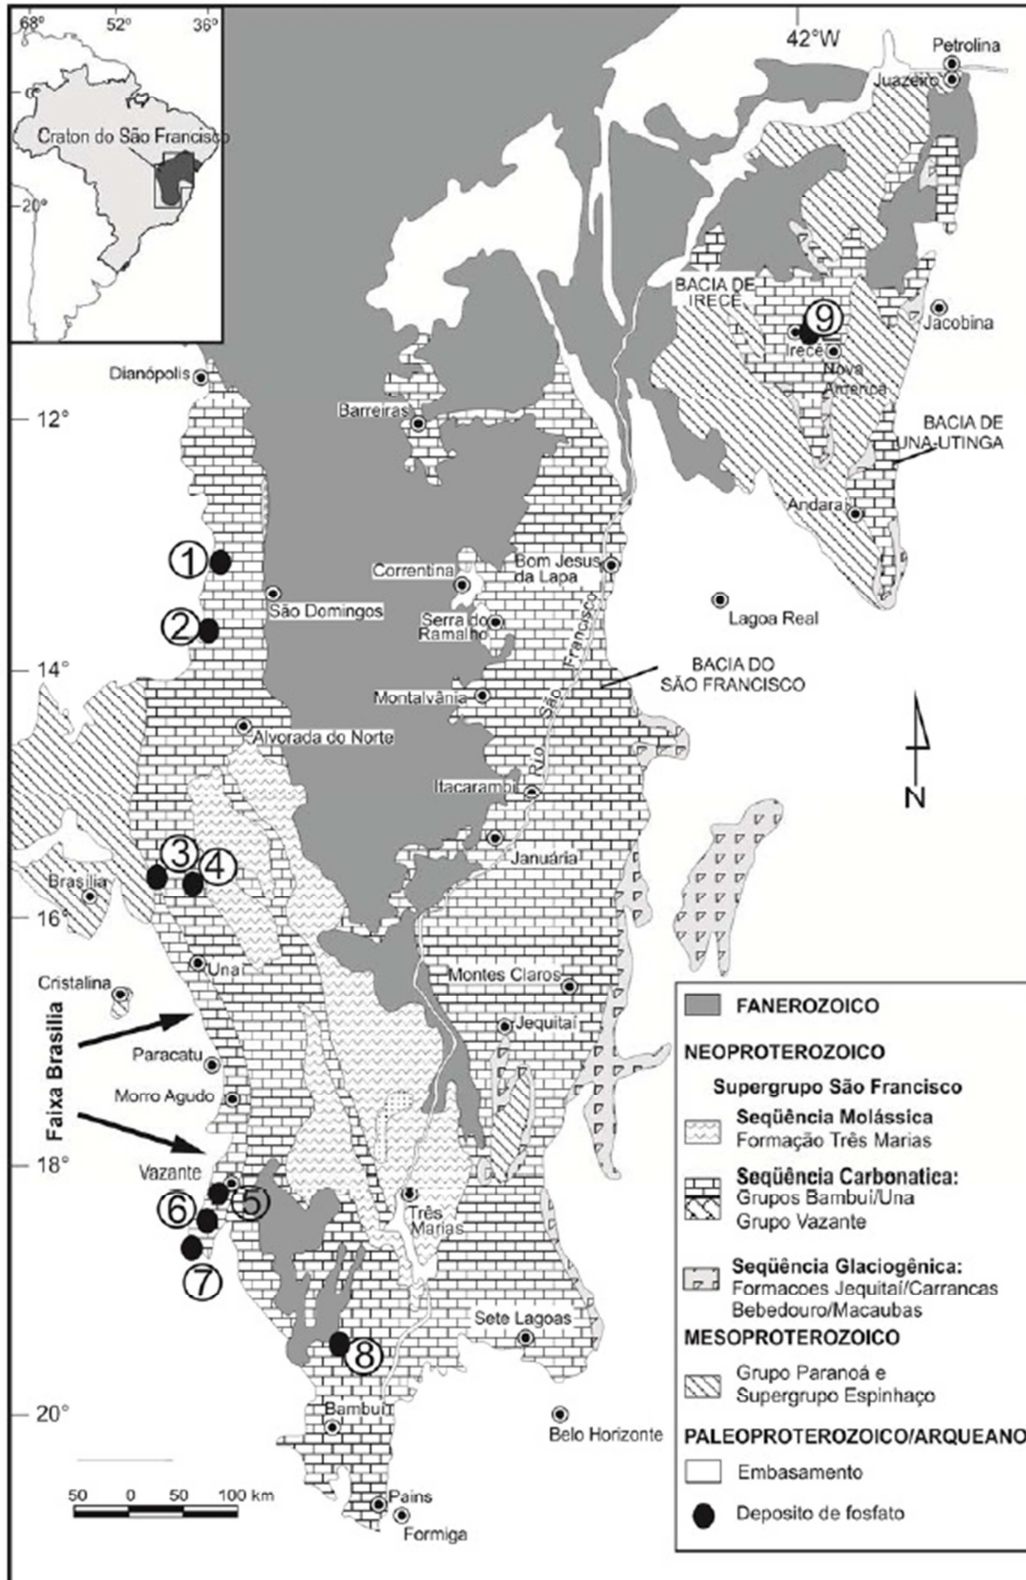 68º 52º 36º
6º
Craton do São Francisco
20º
42°W
Petrolina
Juazeiro
BACIA DE
IRECÊ
9
Jacobina
Irecê
Nova
América
Dianópolis
12°
Barreiras
BACIA DE
UNA-UTINGA
Andaraí
1
Correntina
Bom Jesus
da Lapa
São Domingos
Lagoa Real
2
Serra do
Ramalho
Rio São Francisco
14°
BACIA DO
SÃO FRANCISCO
Montalvânia
Alvorada do Norte
Itacarambi
N
3
4
Januária
Brasília
16°
Unaí
Cristalina
Montes Claros
Jequitaí
Faixa Brasília
Paracatu
Morro Agudo
18°
Vazante
5
6
Três
Marias
7
Sete Lagoas
8
20°
Bambuí
Belo Horizonte
50 0 50 100 km
Pains
Formiga
FANEROZOICO
NEOPROTEROZOICO
Supergrupo São Francisco
Seqüência Molássica
Formação Três Marias
Seqüência Carbonatica:
Grupos Bambuí/Una
Grupo Vazante
Seqüência Glaciogênica:
Formacoes Jequitaí/Carrancas
Bebedouro/Macaubas
MESOPROTEROZOICO
Grupo Paranoá e
Supergrupo Espinhaço
PALEOPROTEROZOICO/ARQUEANO
Embasamento
Deposito de fosfato